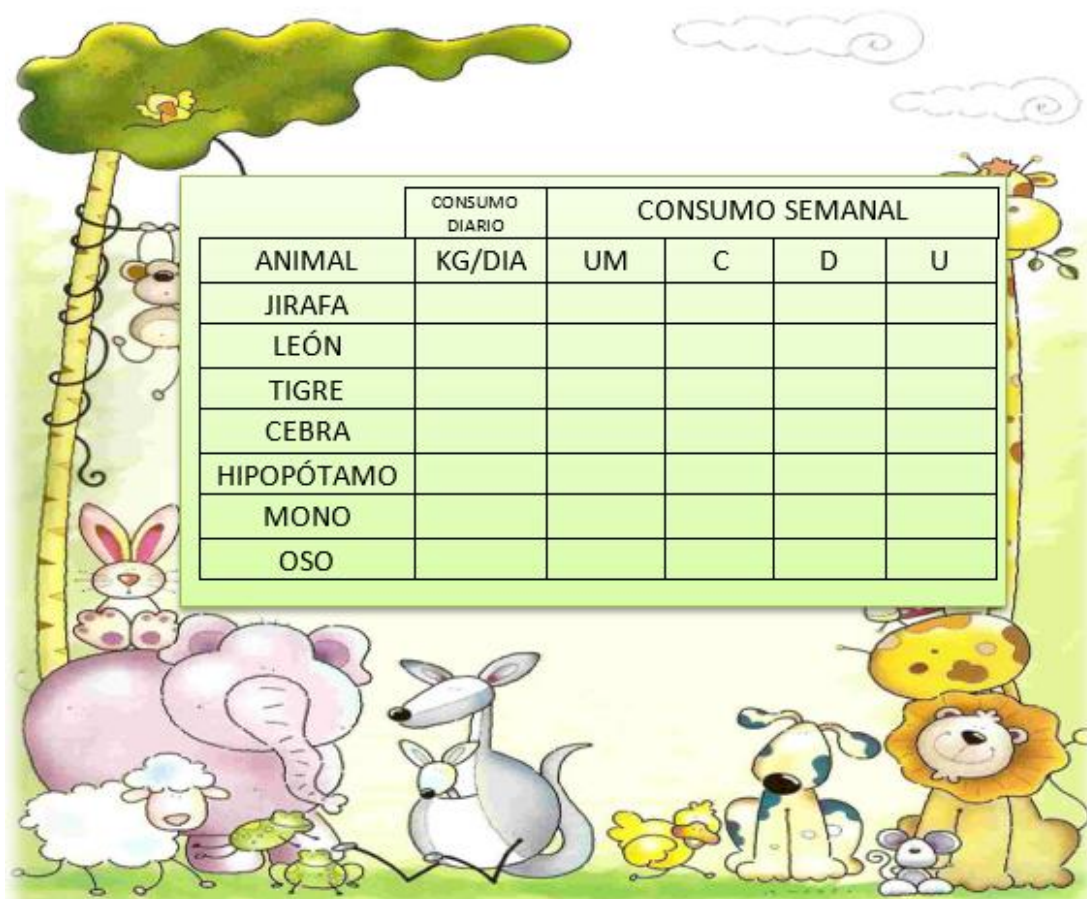 CONSUMO DIARIO CONSUMO SEMANAL
ANIMAL KG/DIA UM C D U
JIRAFA
LEÓN
TIGRE
CEBRA
HIPOPÓTAMO
MONO
OSO